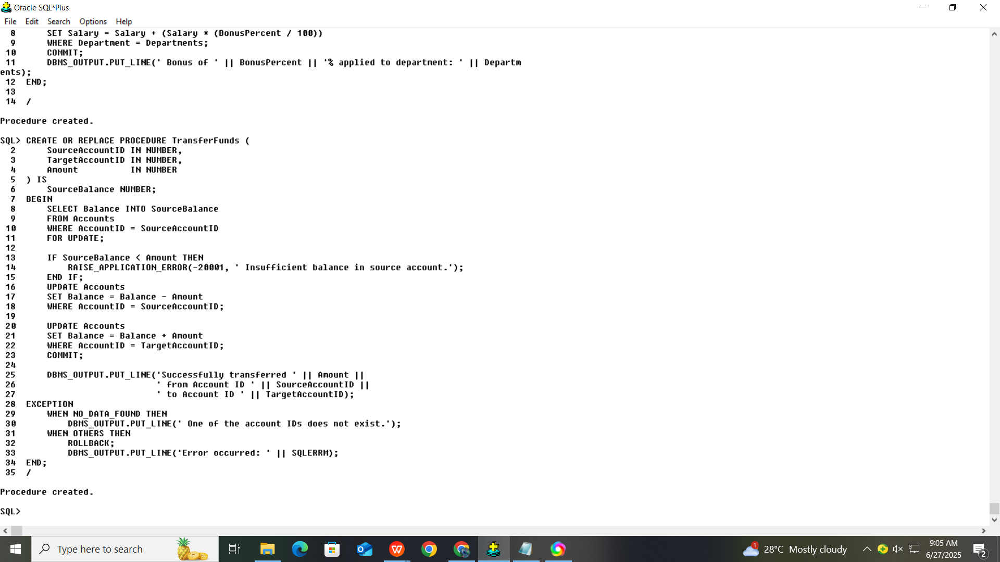 Oracle SQL*Plus
File Edit Search Options Help
8 SET Salary = Salary + (Salary * (BonusPercent / 100))
9 WHERE Department = Departments;
10 COMMIT;
11 DBMS_OUTPUT.PUT_LINE(' Bonus of ' || BonusPercent || '% applied to department: ' || Departm
ents);
12 END;
13
14 /
Procedure created.
SQL> CREATE OR REPLACE PROCEDURE TransferFunds (
2 SourceAccountID IN NUMBER,
3 TargetAccountID IN NUMBER,
4 Amount IN NUMBER
5 ) IS
6 SourceBalance NUMBER;
7 BEGIN
8 SELECT Balance INTO SourceBalance
9 FROM Accounts
10 WHERE AccountID = SourceAccountID
11 FOR UPDATE;
12
13 IF SourceBalance < Amount THEN
14 RAISE_APPLICATION_ERROR(-20001, ' Insufficient balance in source account.');
15 END IF;
16 UPDATE Accounts
17 SET Balance = Balance - Amount
18 WHERE AccountID = SourceAccountID;
19
20 UPDATE Accounts
21 SET Balance = Balance + Amount
22 WHERE AccountID = TargetAccountID;
23 COMMIT;
24
25 DBMS_OUTPUT.PUT_LINE('Successfully transferred ' || Amount ||
26 ' from Account ID ' || SourceAccountID ||
27 ' to Account ID ' || TargetAccountID);
28 EXCEPTION
29 WHEN NO_DATA_FOUND THEN
30 DBMS_OUTPUT.PUT_LINE(' One of the account IDs does not exist.');
31 WHEN OTHERS THEN
32 ROLLBACK;
33 DBMS_OUTPUT.PUT_LINE('Error occurred: ' || SQLERRM);
34 END;
35 /
Procedure created.
SQL>
Type here to search
1
28°C Mostly cloudy
9:05 AM
6/27/2025
2